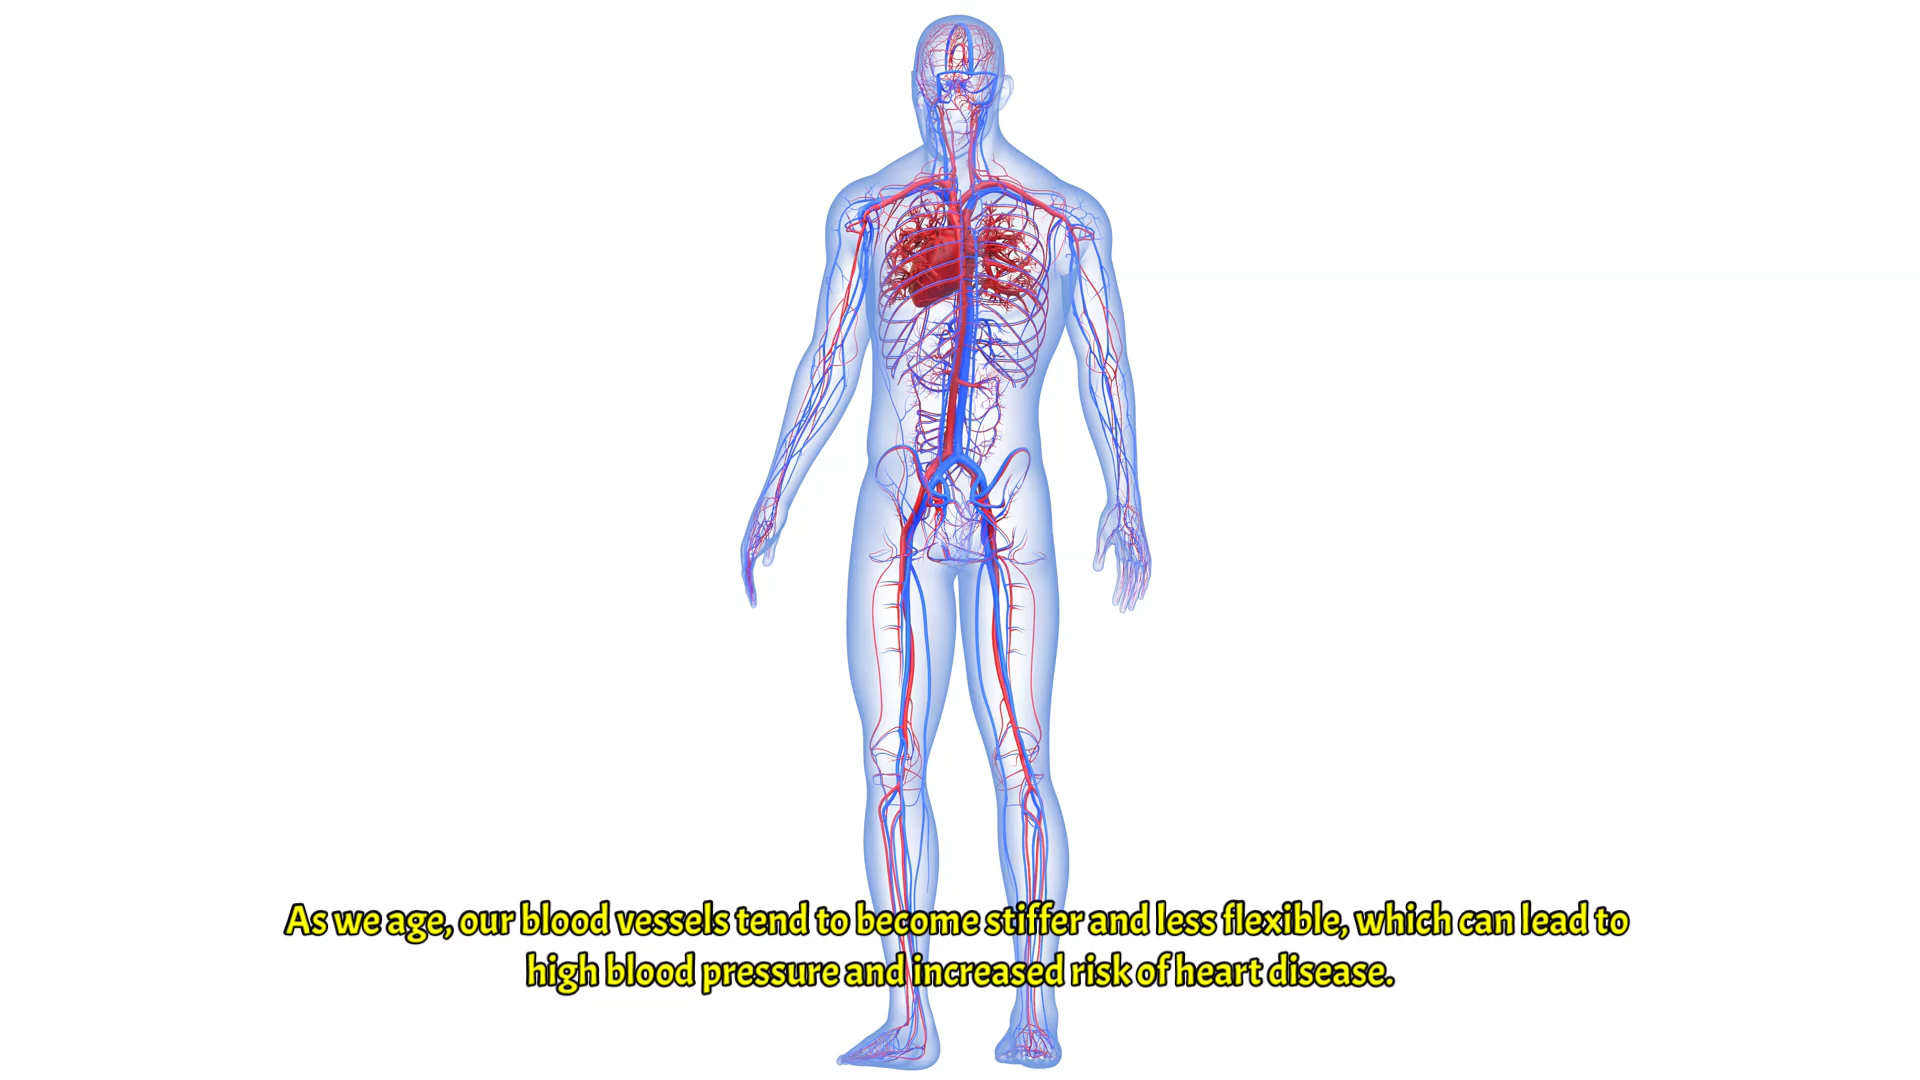 As we age, our blood vessels tend to become stiffer and less flexible, which can lead to
high blood pressure and increased risk of heart disease.